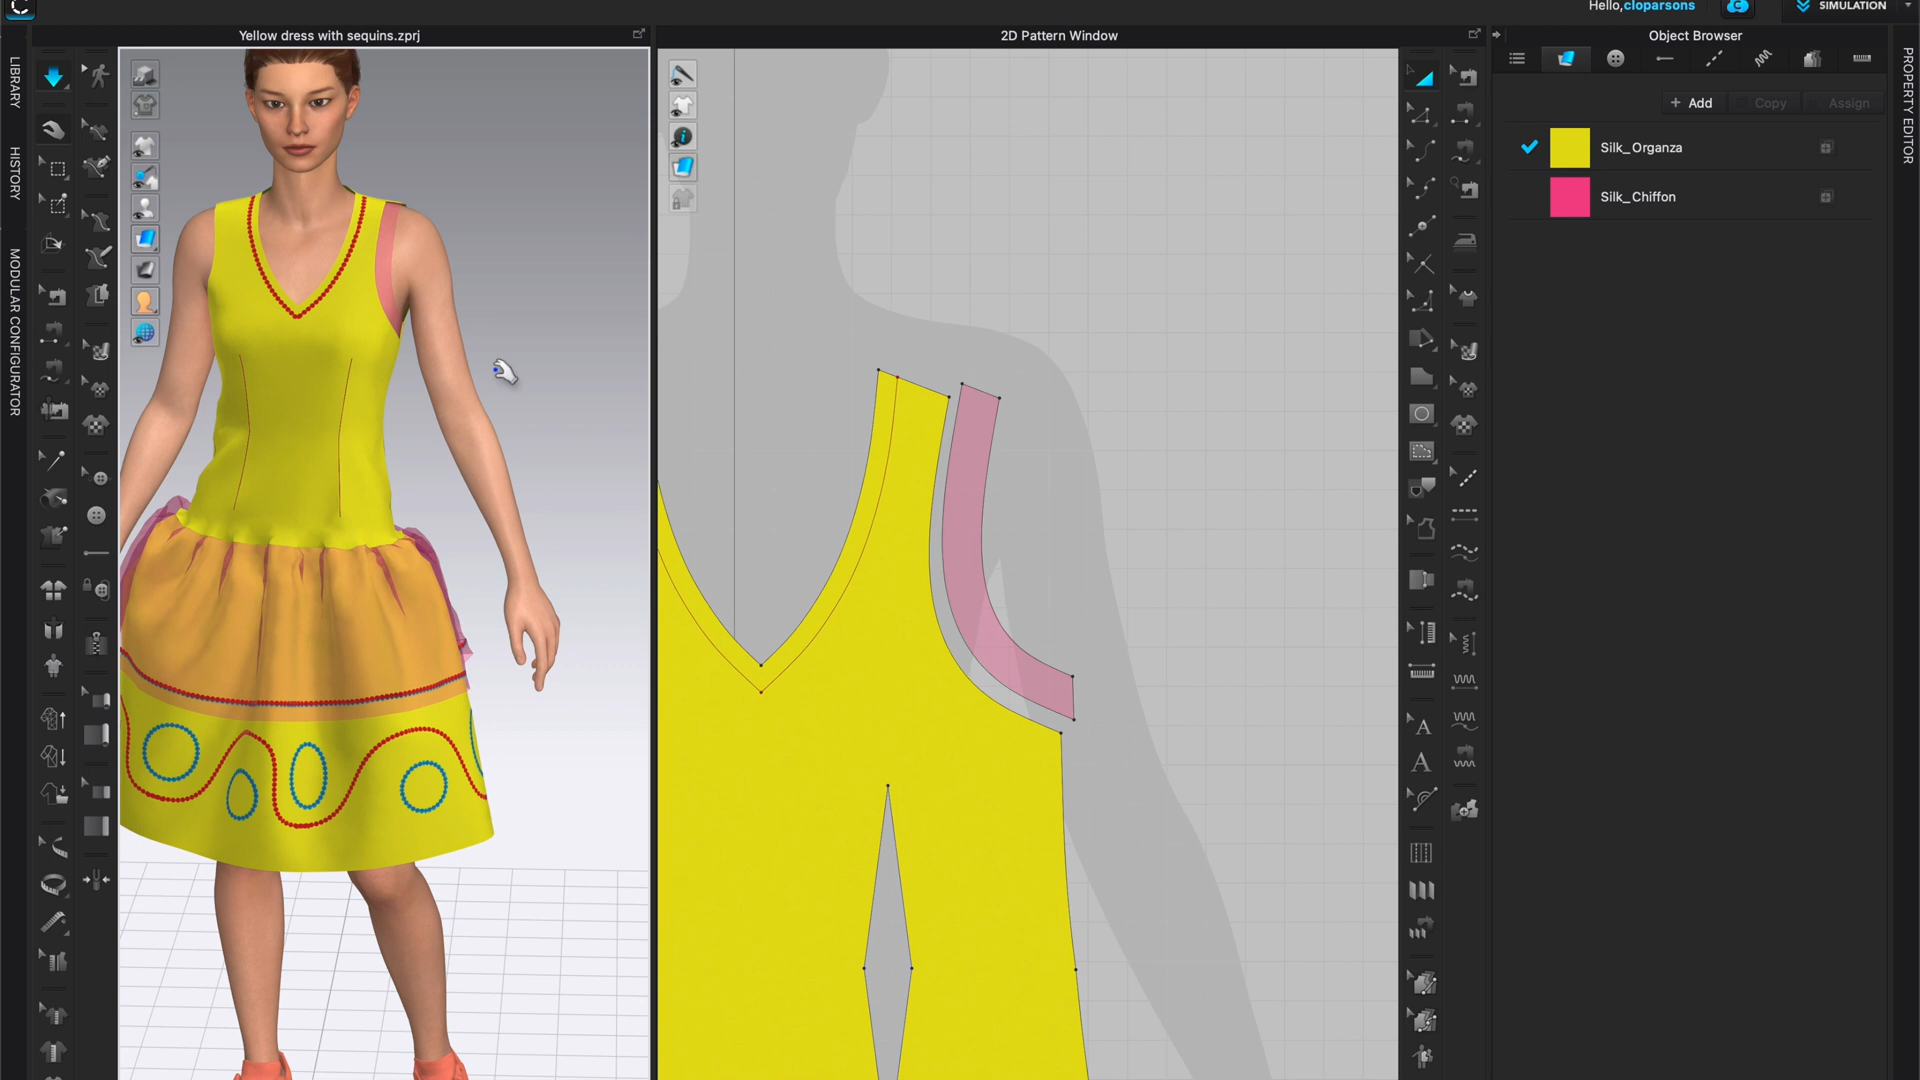 Hello,cloparsons
SIMULATION
Yellow dress with sequins.zprj
2D Pattern Window
Object Browser
LIBRARY
HISTORY
MODULAR CONFIGURATOR
PROPERTY EDITOR
+ Add
Copy
Assign
Silk_Organza
Silk_Chiffon
A
A